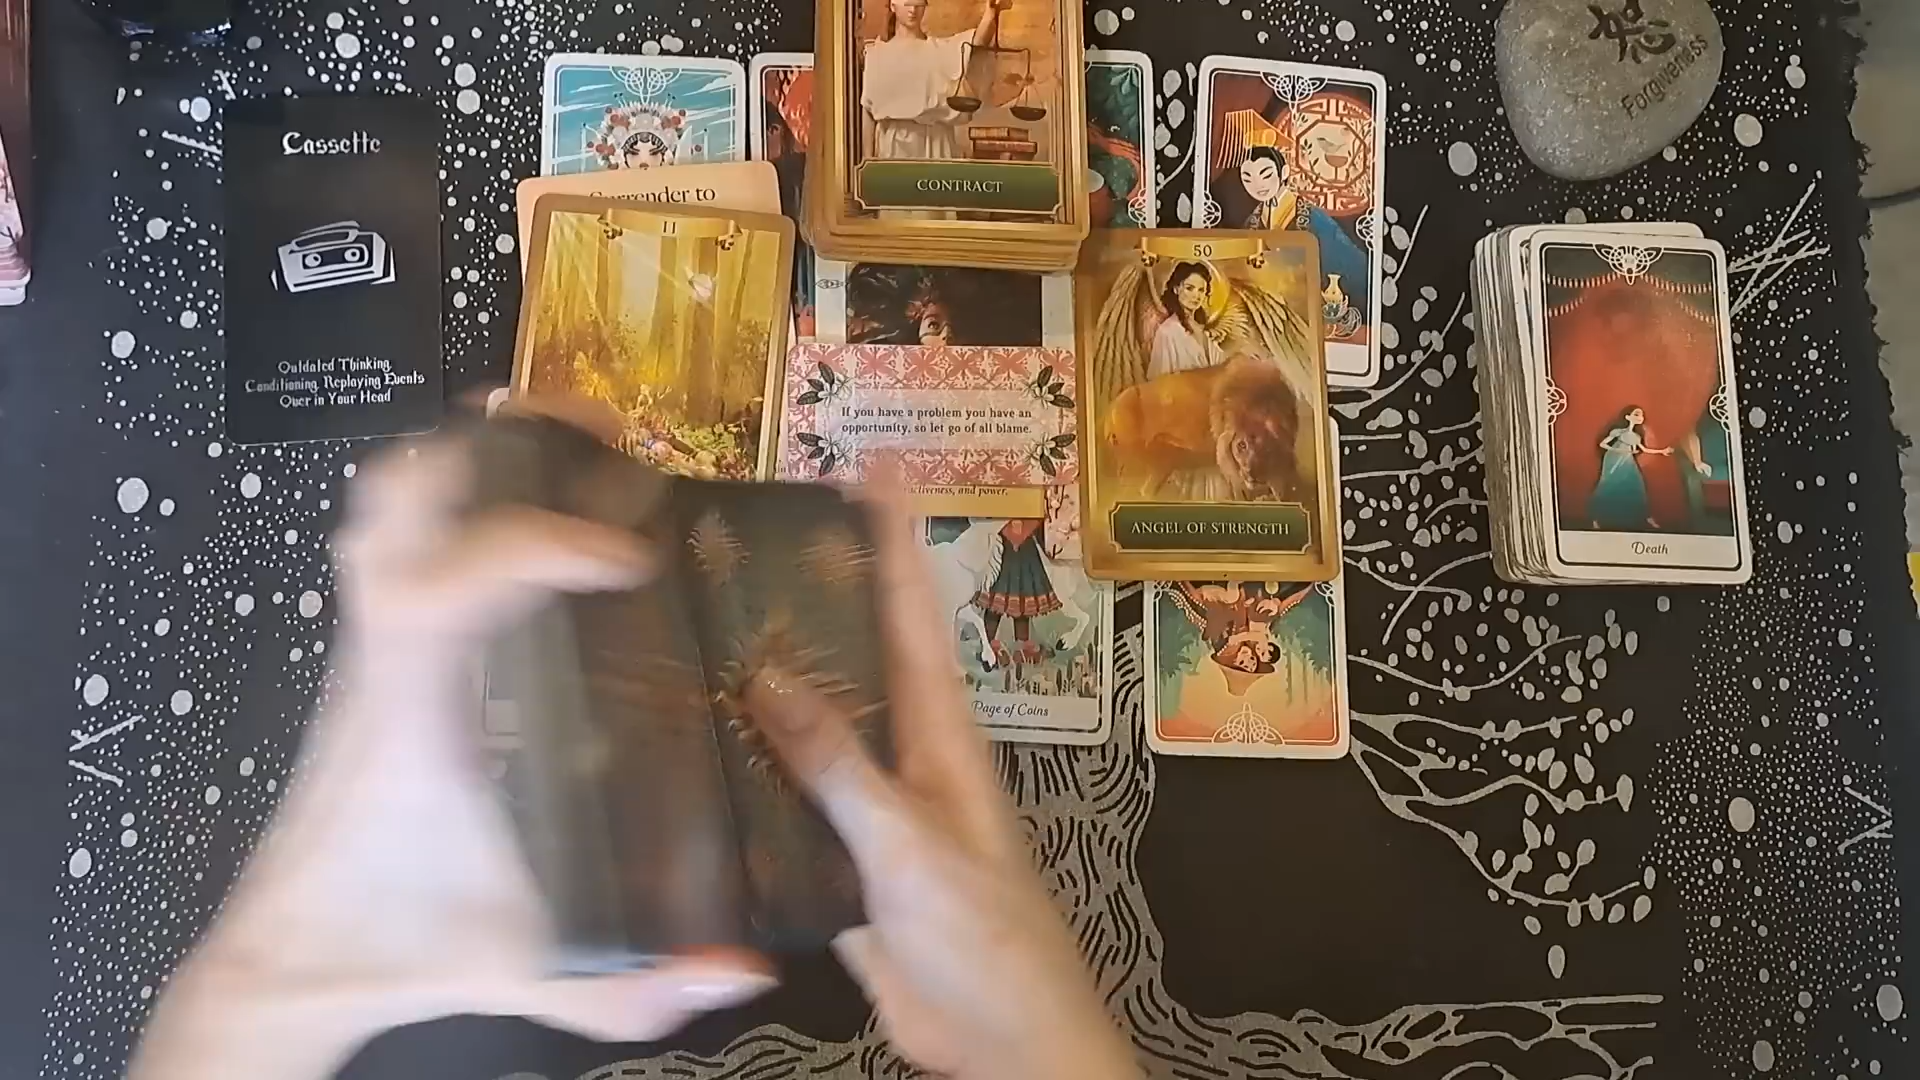 Cassette
Outdated Thinking,
Conditioning, Replaying Events
Over in Your Head
Surrender to
11
CONTRACT
怒
Forgiveness
50
ANGEL OF STRENGTH
If you have a problem you have an
opportunity, so let go of all blame.
activeness, and power.
Page of Coins
Death